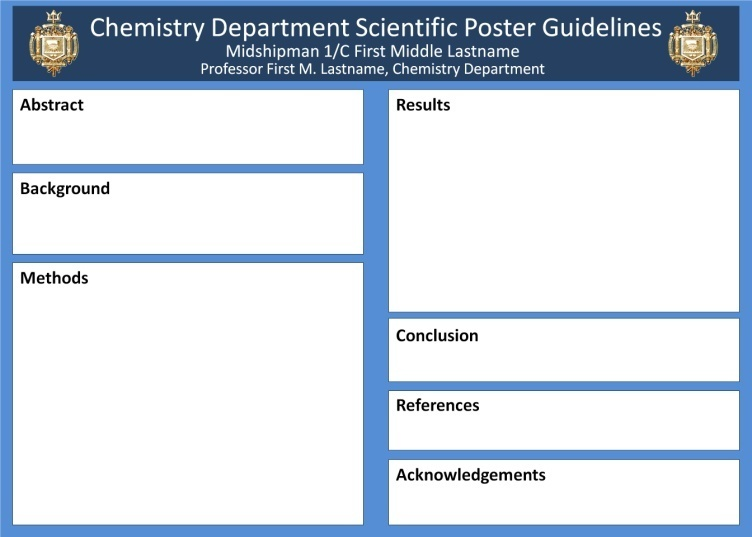 Chemistry Department Scientific Poster Guidelines
Midshipman 1/C First Middle Lastname
Professor First M. Lastname, Chemistry Department
Abstract
Background
Methods
Results
Conclusion
References
Acknowledgements